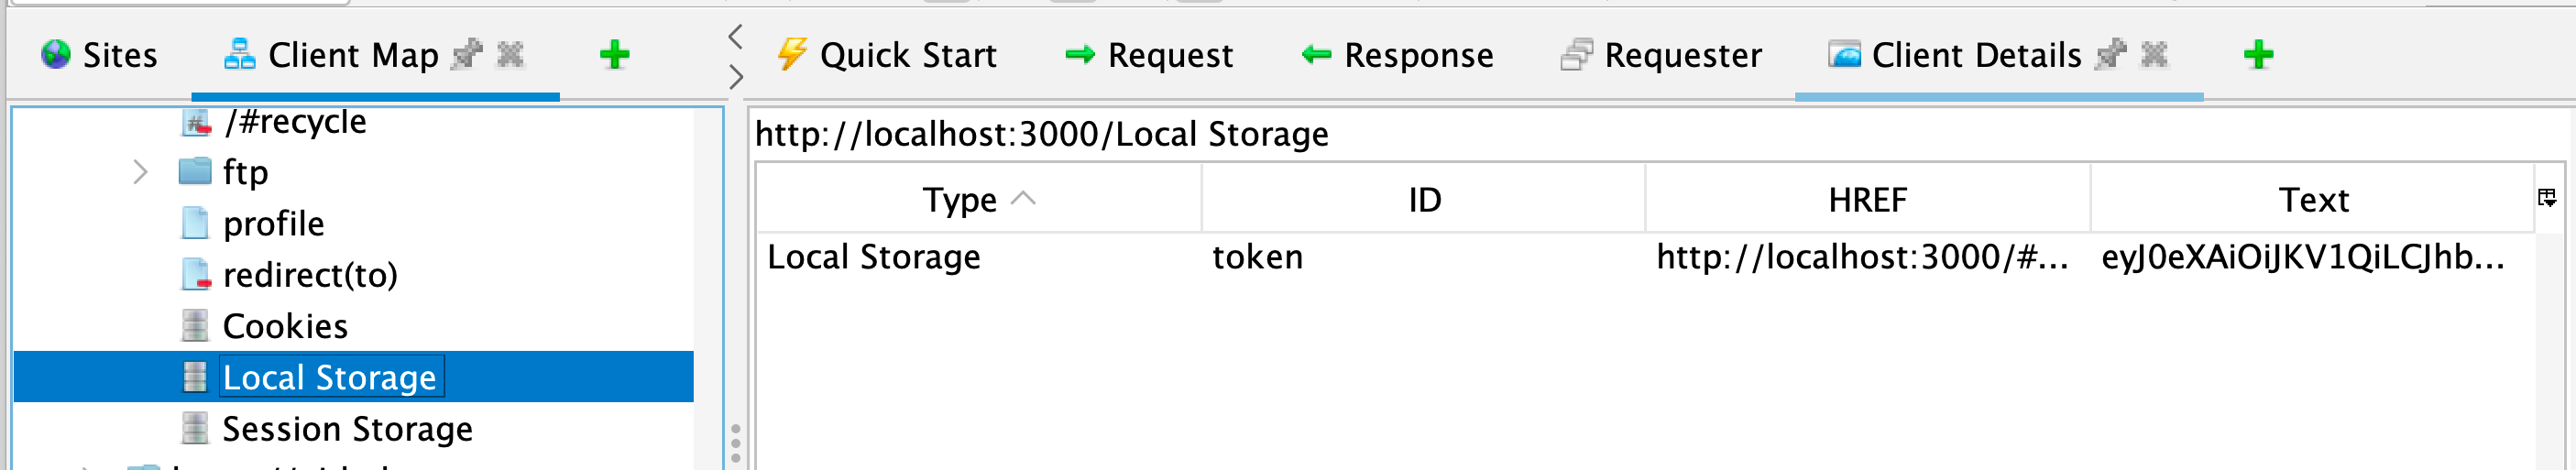 Sites
Client Map
Quick Start
Request
Response
Requester
Client Details
/#recycle
ftp
profile
redirect(to)
Cookies
Local Storage
Session Storage
http://localhost:3000/Local Storage
Type ID HREF Text
Local Storage token http://localhost:3000/#... eyJ0eXAiOiJKV1QiLCJhb...